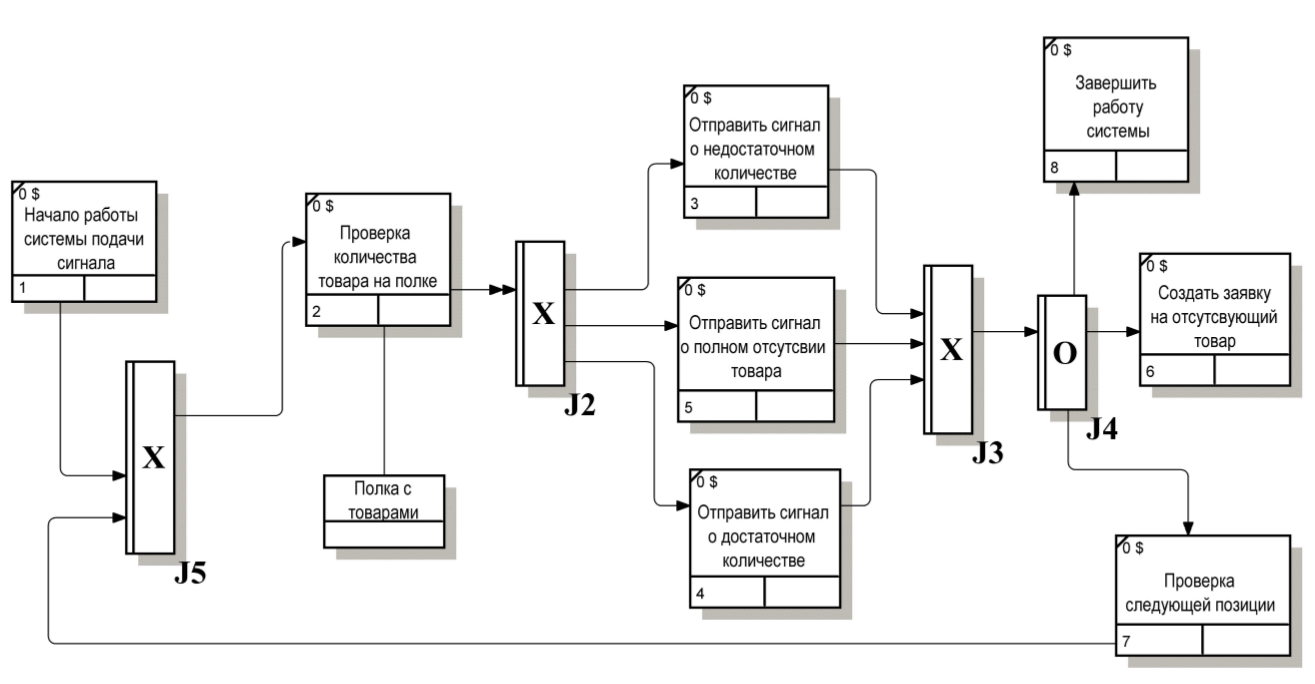 0 $
Начало работы
системы подачи
сигнала
1
X
J5
0 $
Проверка
количества
товара на полке
2
Полка с
товарами
X
J2
0 $
Отправить сигнал
о недостаточном
количестве
3
0 $
Отправить сигнал
о полном отсутсвии
товара
5
0 $
Отправить сигнал
о достаточном
количестве
4
X
J3
O
J4
0 $
Завершить
работу
системы
8
0 $
Создать заявку
на отсутсвующий
товар
6
0 $
Проверка
следующей позиции
7